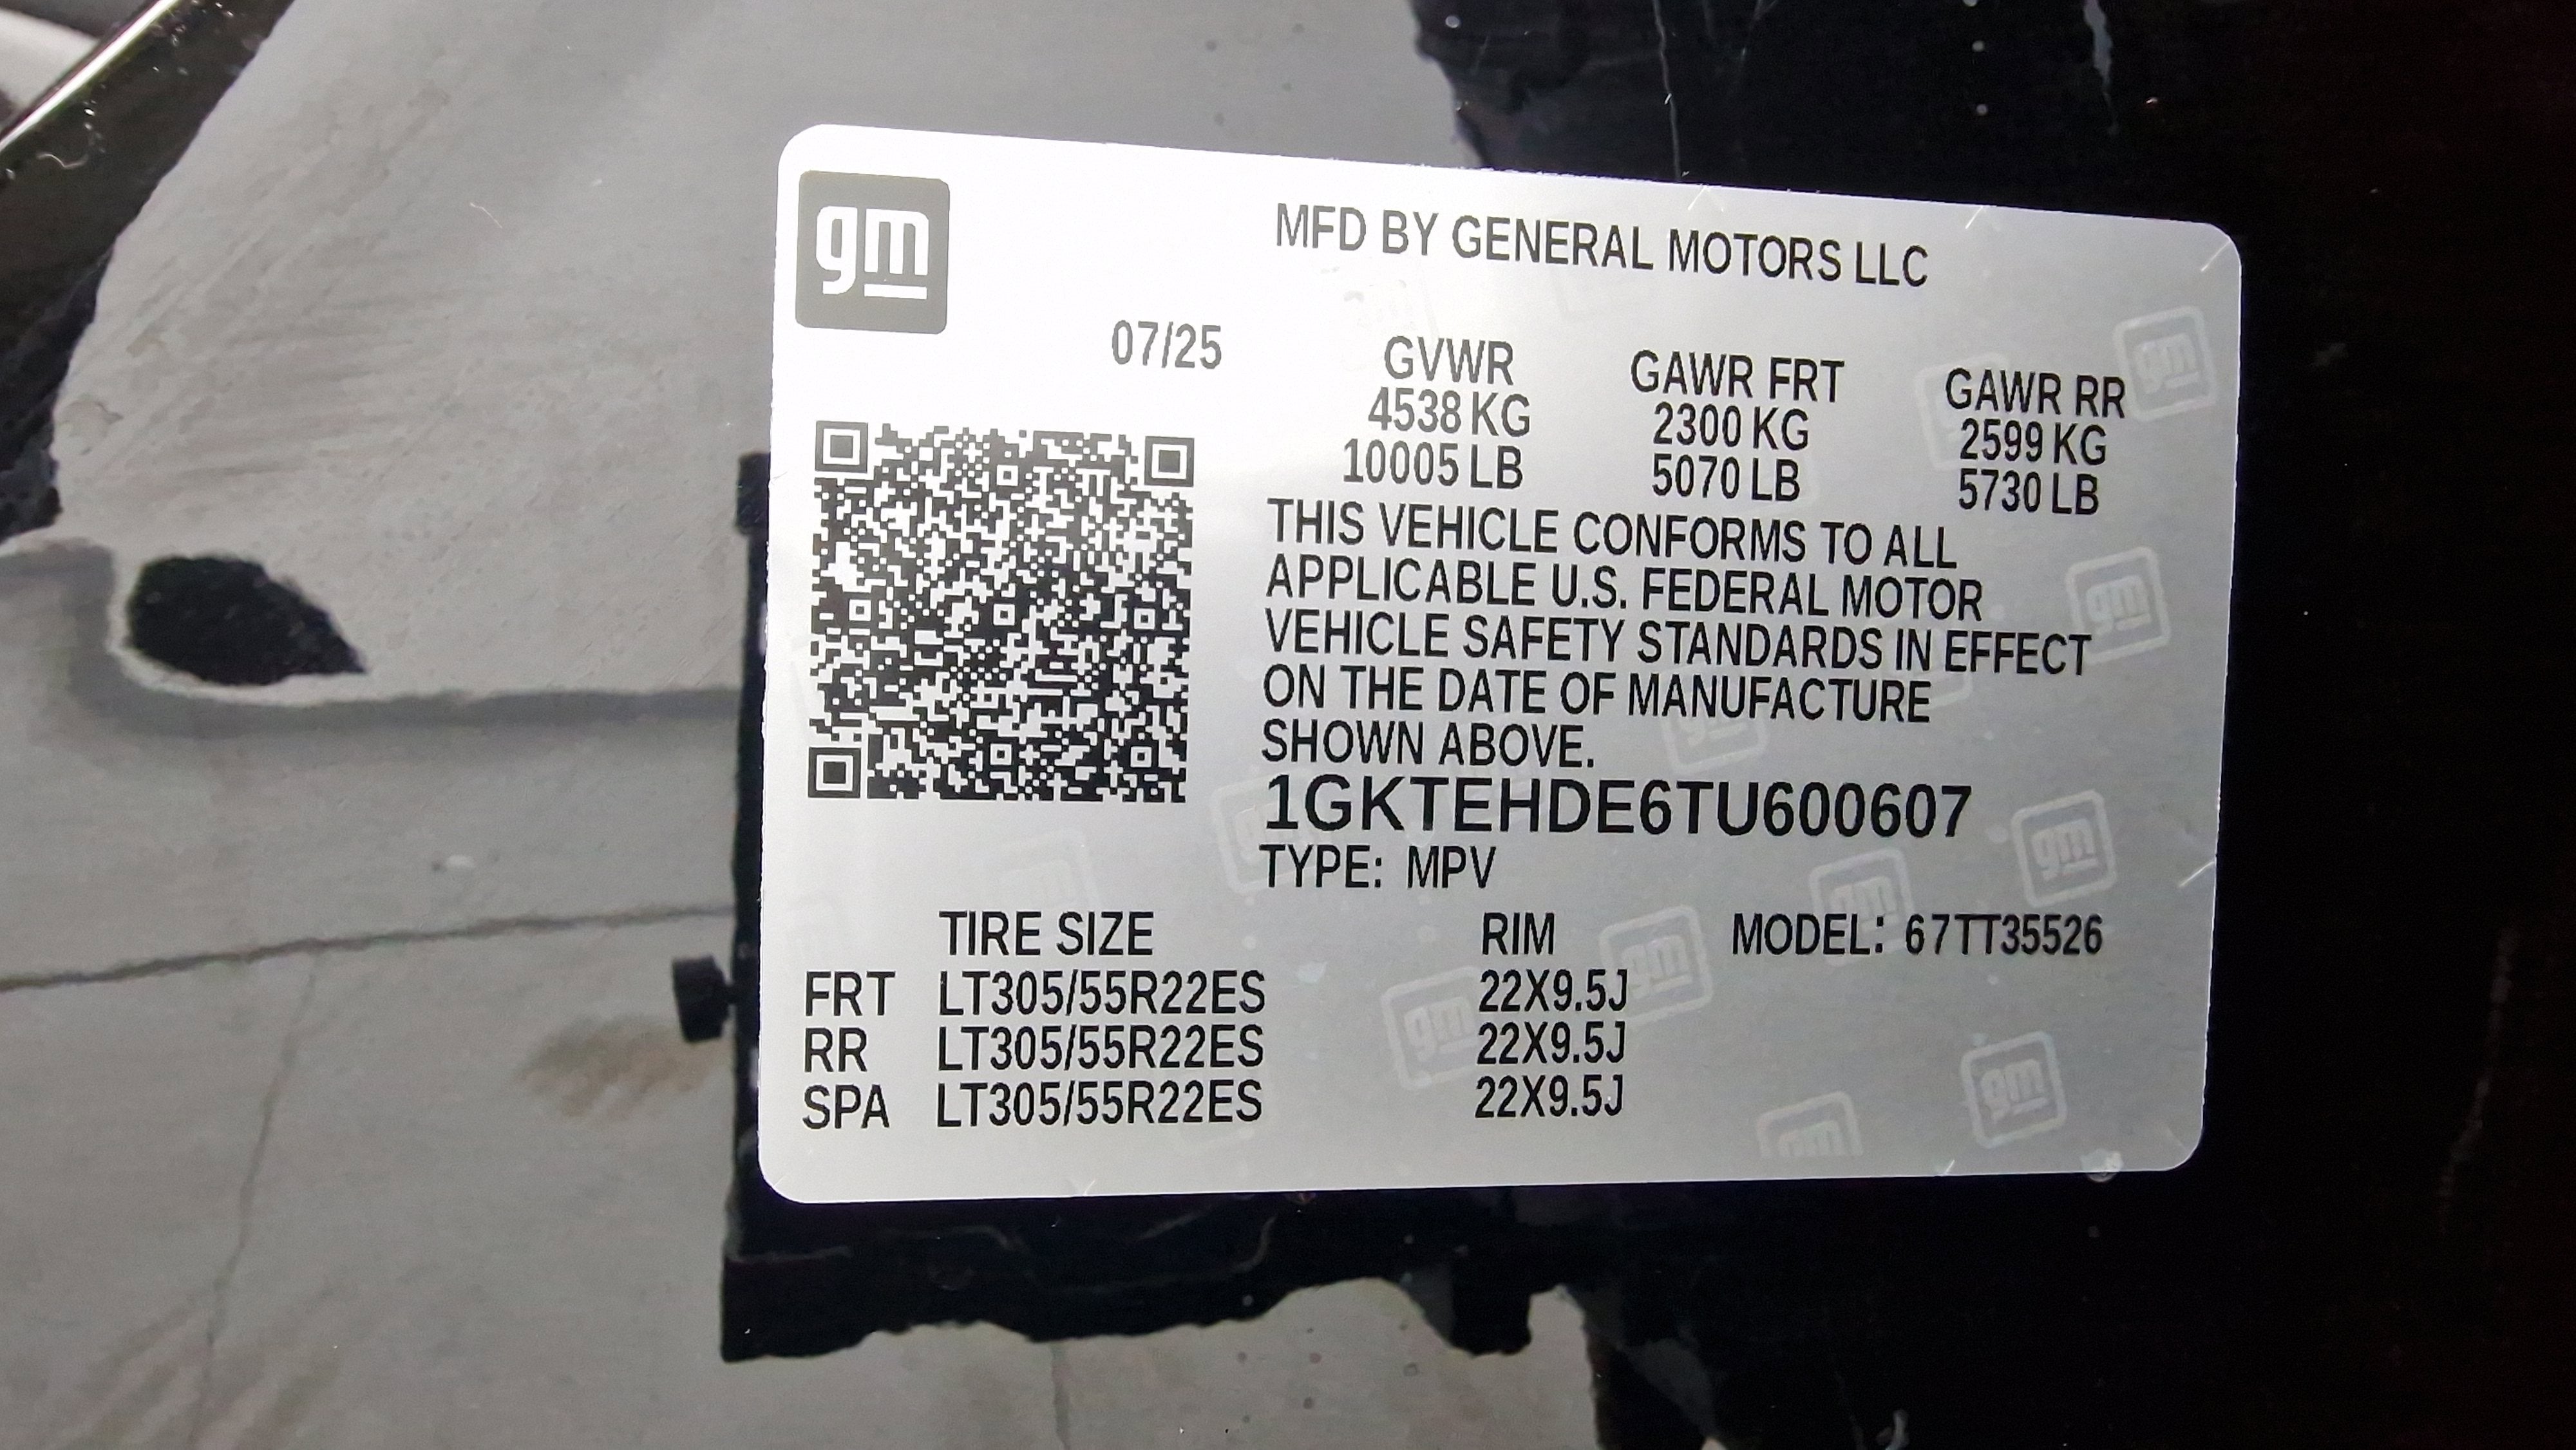 gm
MFD BY GENERAL MOTORS LLC
07/25
GVWR GAWR FRT GAWR RR
4538 KG 2300 KG 2599 KG
10005 LB 5070 LB 5730 LB
THIS VEHICLE CONFORMS TO ALL
APPLICABLE U.S. FEDERAL MOTOR
VEHICLE SAFETY STANDARDS IN EFFECT
ON THE DATE OF MANUFACTURE
SHOWN ABOVE.
1GKTEHDE6TU600607
TYPE: MPV
TIRE SIZE RIM MODEL: 67TT35526
FRT LT305/55R22ES 22X9.5J
RR LT305/55R22ES 22X9.5J
SPA LT305/55R22ES 22X9.5J